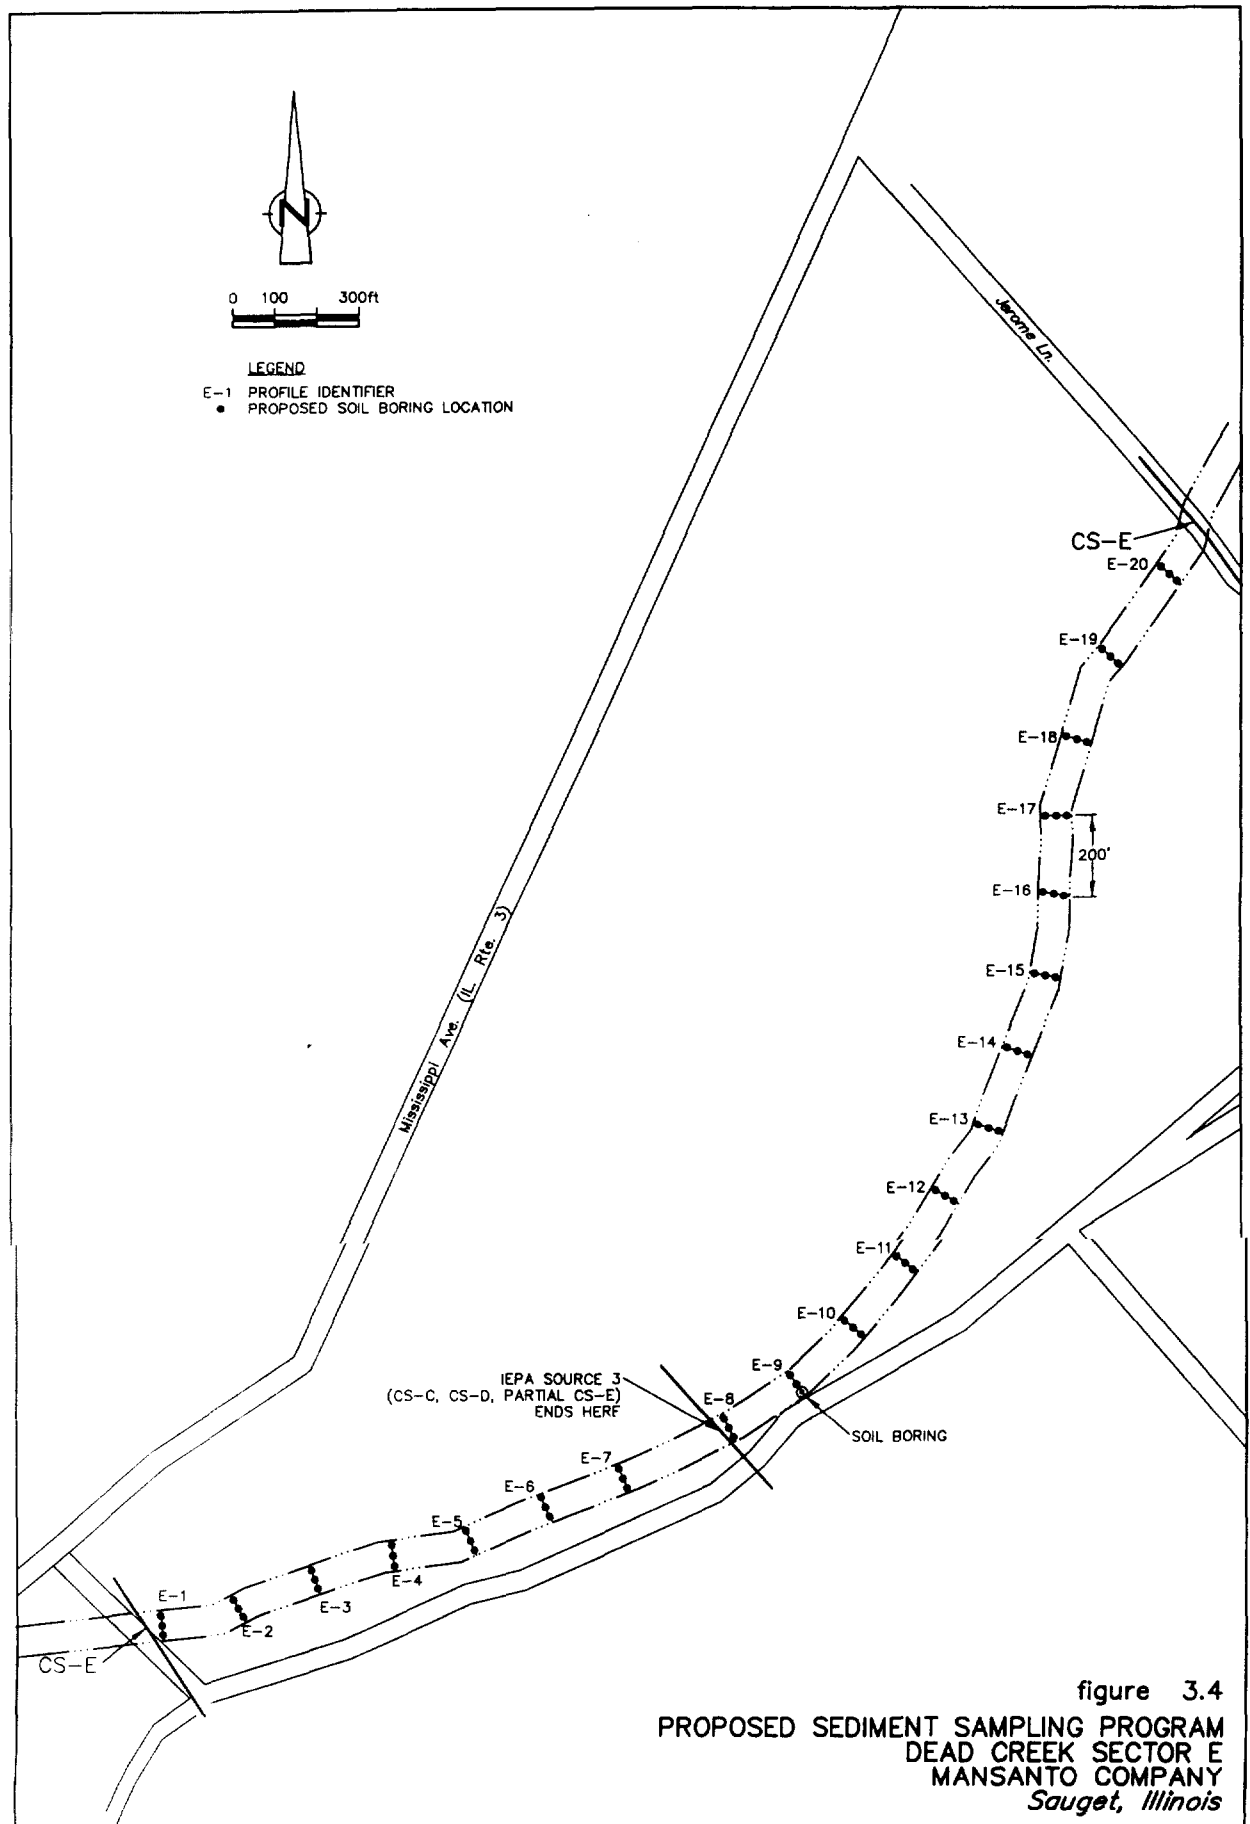 N
0 100 300ft
LEGEND
E-1 PROFILE IDENTIFIER
• PROPOSED SOIL BORING LOCATION
Jerome Ln.
CS-E
E-20
E-19
E-18
E-17
200'
E-16
Mississippi Ave. (IL. Rte. 3)
E-15
E-14
E-13
E-12
E-11
E-10
E-9
IEPA SOURCE 3
(CS-C, CS-D, PARTIAL CS-E)
ENDS HERE
E-8
SOIL BORING
E-7
E-6
E-5
E-4
E-3
E-1
E-2
CS-E
figure 3.4
PROPOSED SEDIMENT SAMPLING PROGRAM
DEAD CREEK SECTOR E
MANSANTO COMPANY
Sauget, Illinois